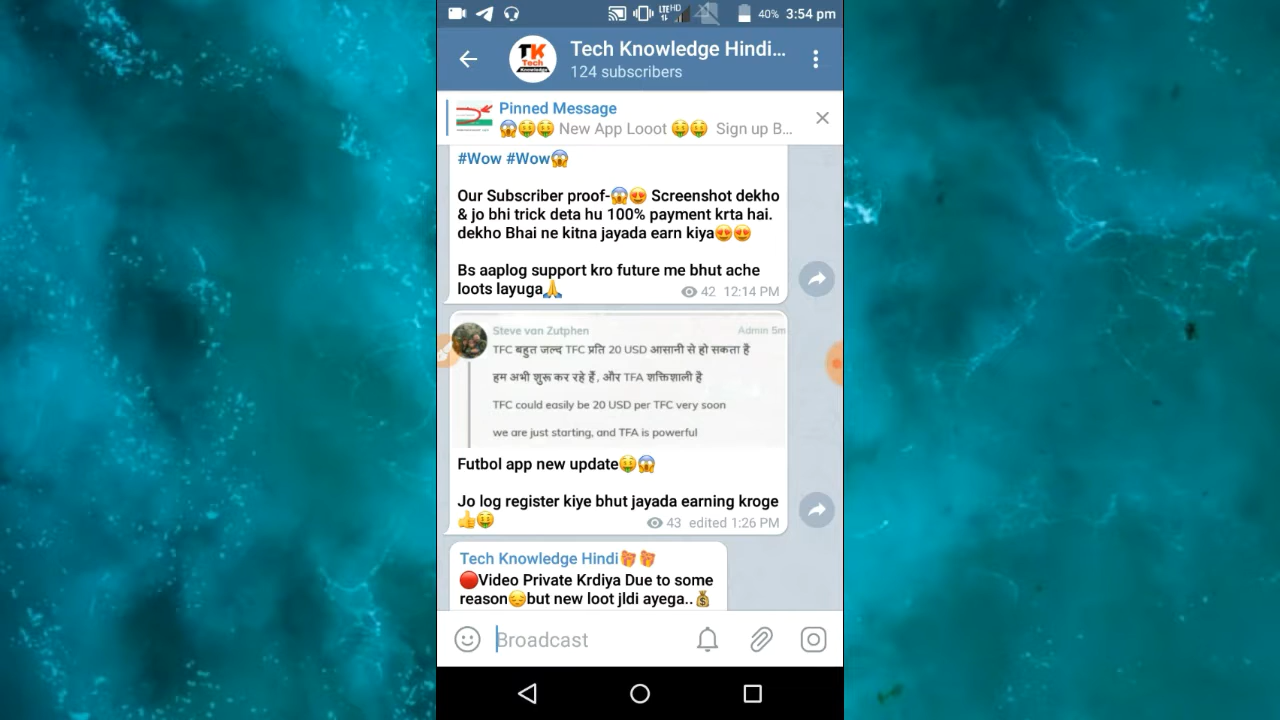 LTE HD 40% 3:54 pm
TK Tech Knowledge
Tech Knowledge Hindi...
124 subscribers
Pinned Message
😱🤑🤑 New App Looot 🤑🤑 Sign up B...
#Wow #Wow😱
Our Subscriber proof-😱😍 Screenshot dekho
& jo bhi trick deta hu 100% payment krta hai.
dekho Bhai ne kitna jayada earn kiya😍😍
Bs aaplog support kro future me bhut ache
loots layuga🙏
42 12:14 PM
Steve van Zutphen Admin 5m
TFC बहुत जल्द TFC प्रति 20 USD आसानी से हो सकता है
हम अभी शुरू कर रहे हैं, और TFA शक्तिशाली है
TFC could easily be 20 USD per TFC very soon
we are just starting, and TFA is powerful
Futbol app new update🤑😱
Jo log register kiye bhut jayada earning kroge
👍🤑
43 edited 1:26 PM
Tech Knowledge Hindi🎁🎁
🔴Video Private Krdiya Due to some
reason😔but new loot jldi ayega..💰
Broadcast